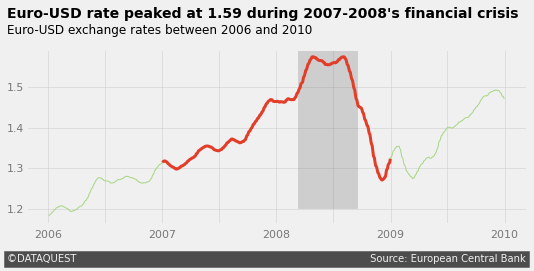 Euro-USD rate peaked at 1.59 during 2007-2008's financial crisis
Euro-USD exchange rates between 2006 and 2010
1.5
1.4
1.3
1.2
2006 2007 2008 2009 2010
©DATAQUEST Source: European Central Bank